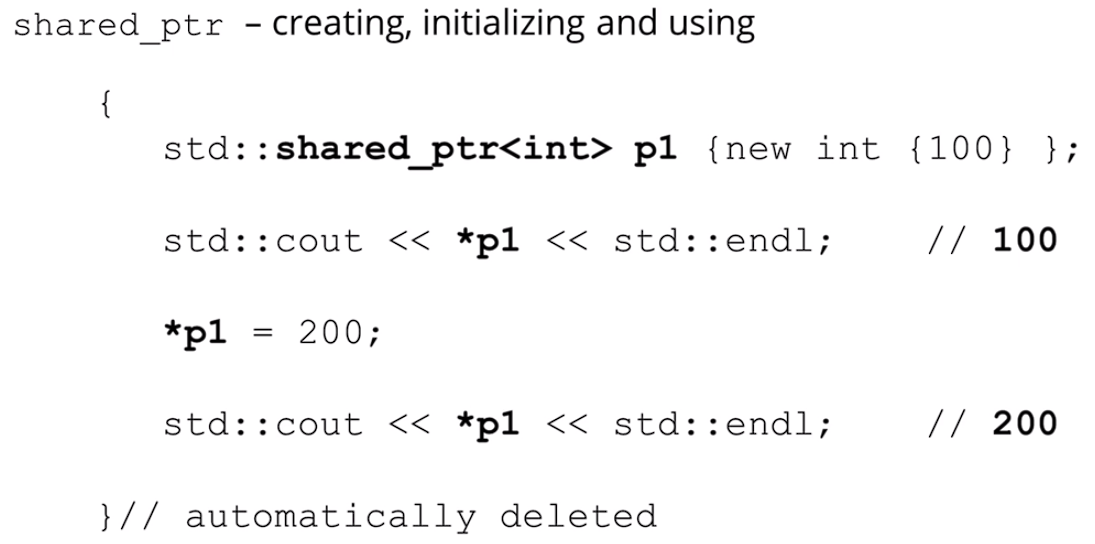 shared_ptr – creating, initializing and using
{
std::shared_ptr<int> p1 {new int {100} };
std::cout << *p1 << std::endl; // 100
*p1 = 200;
std::cout << *p1 << std::endl; // 200
}// automatically deleted